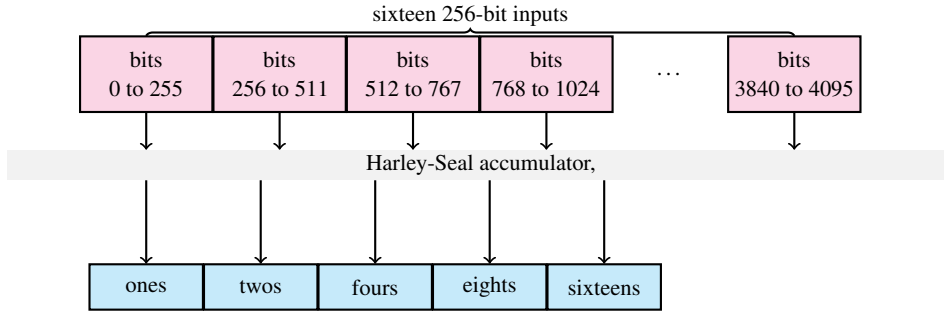 sixteen 256-bit inputs
bits
0 to 255
bits
256 to 511
bits
512 to 767
bits
768 to 1024
...
bits
3840 to 4095
Harley-Seal accumulator,
ones
twos
fours
eights
sixteens